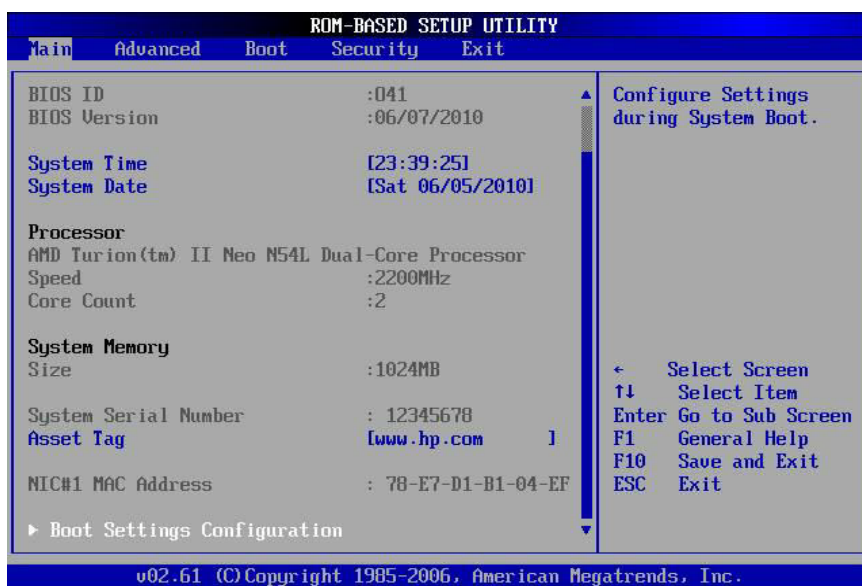 ROM-BASED SETUP UTILITY
Main Advanced Boot Security Exit
BIOS ID :O41
BIOS Version :06/07/2010
System Time [23:39:25]
System Date [Sat 06/05/2010]
Processor
AMD Turion(tm) II Neo N54L Dual-Core Processor
Speed :2200MHz
Core Count :2
System Memory
Size :1024MB
System Serial Number : 12345678
Asset Tag [www.hp.com ]
NIC#1 MAC Address : 78-E7-D1-B1-04-EF
▶ Boot Settings Configuration
Configure Settings
during System Boot.
← Select Screen
↑↓ Select Item
Enter Go to Sub Screen
F1 General Help
F10 Save and Exit
ESC Exit
v02.61 (C)Copyright 1985-2006, American Megatrends, Inc.